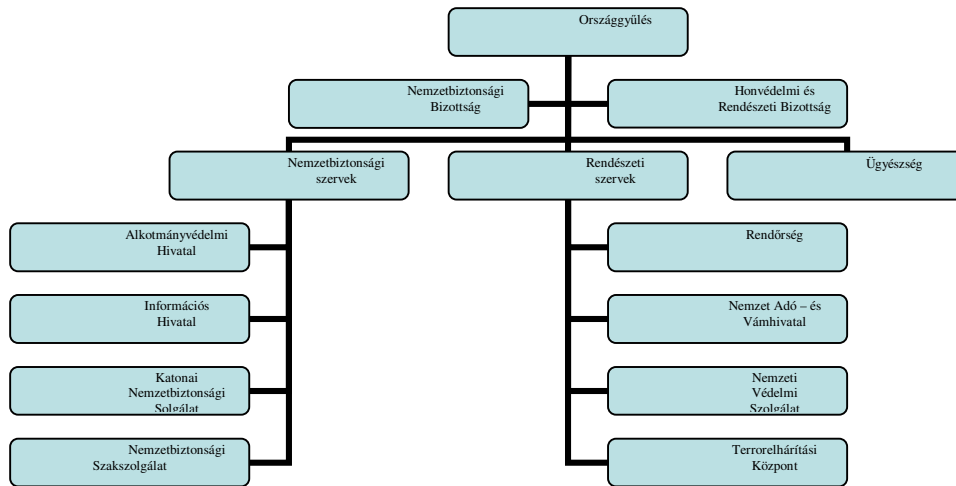 Országgyűlés
Nemzetbiztonsági
Bizottság
Honvédelmi és
Rendészeti Bizottság
Nemzetbiztonsági
szervek
Rendészeti
szervek
Ügyészség
Alkotmányvédelmi
Hivatal
Rendőrség
Információs
Hivatal
Nemzet Adó – és
Vámhivatal
Katonai
Nemzetbiztonsági
Solgálat
Nemzeti
Védelmi
Szolgálat
Nemzetbiztonsági
Szakszolgálat
Terrorelhárítási
Központ